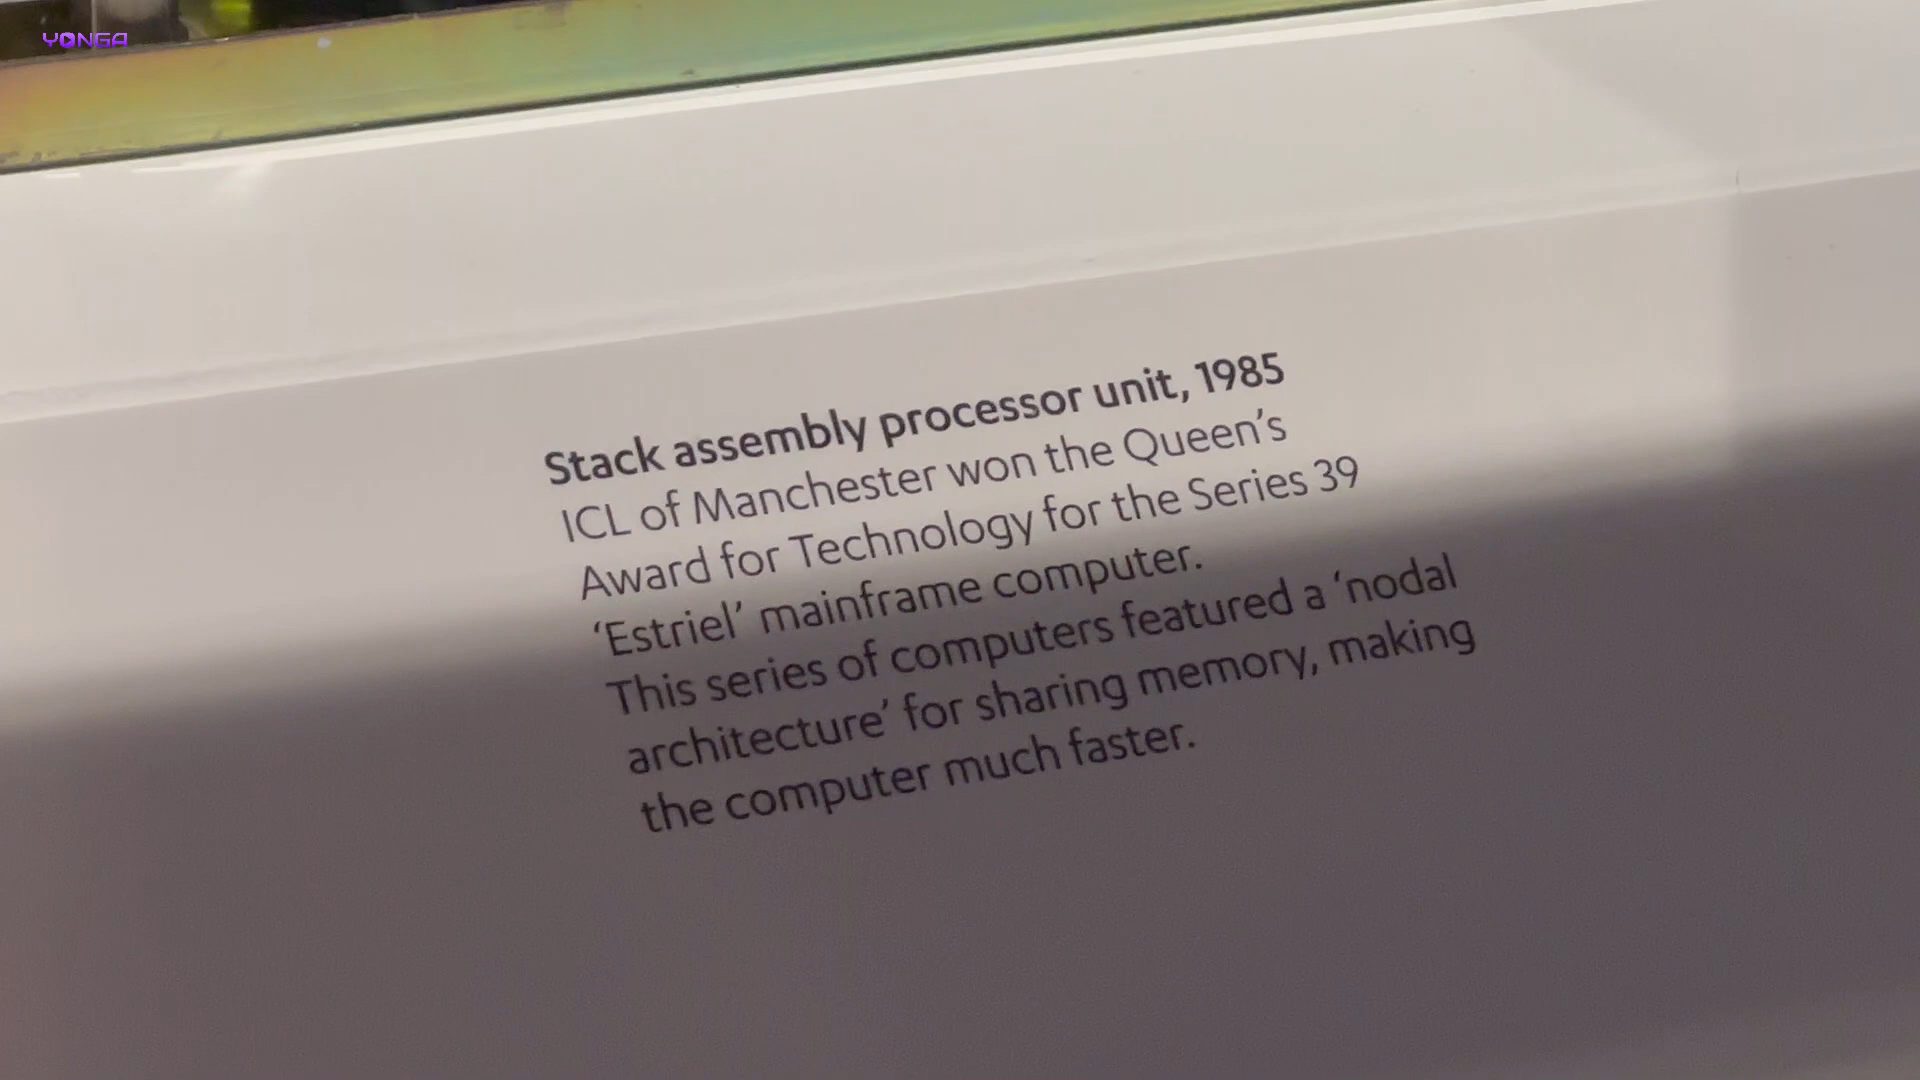 YONGA
Stack assembly processor unit, 1985
ICL of Manchester won the Queen's
Award for Technology for the Series 39
‘Estriel’ mainframe computer.
This series of computers featured a ‘nodal
architecture’ for sharing memory, making
the computer much faster.